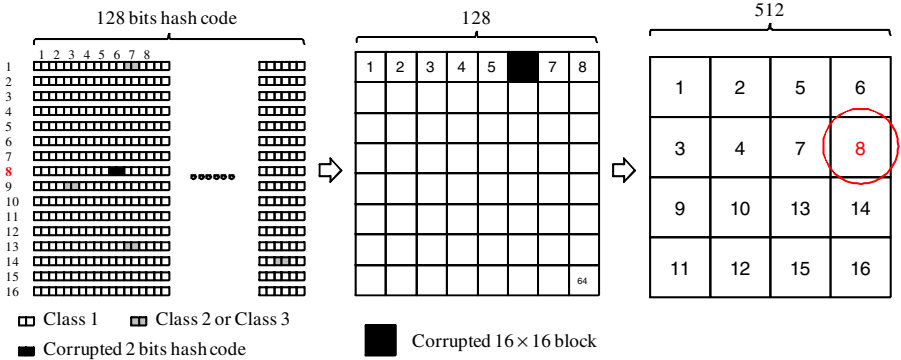 128 bits hash code
1 2 3 4 5 6 7 8
1
2
3
4
5
6
7
8
9
10
11
12
13
14
15
16
Class 1
Class 2 or Class 3
Corrupted 2 bits hash code
128
1 2 3 4 5 7 8
64
Corrupted 16 × 16 block
512
1 2 5 6
3 4 7 8
9 10 13 14
11 12 15 16